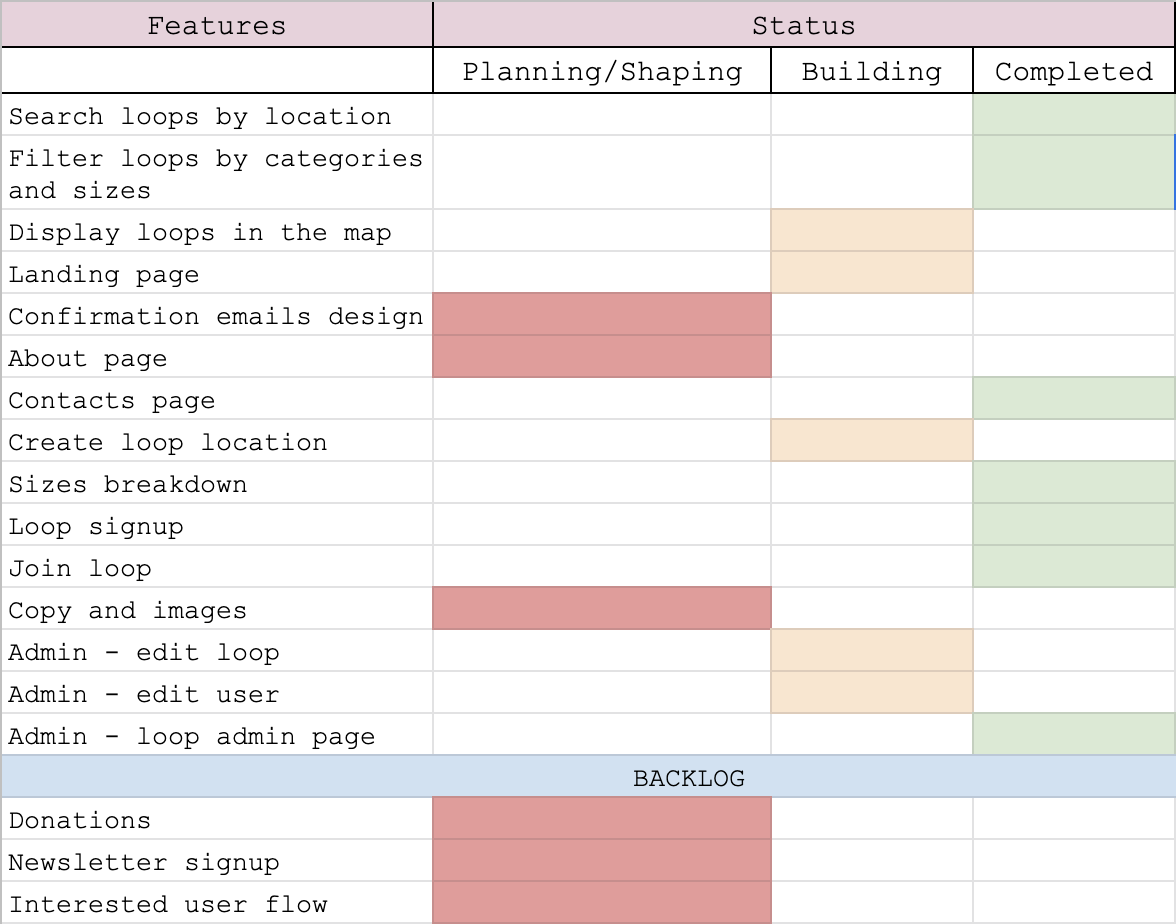 Features Status
Planning/Shaping Building Completed
Search loops by location
Filter loops by categories
and sizes
Display loops in the map
Landing page
Confirmation emails design
About page
Contacts page
Create loop location
Sizes breakdown
Loop signup
Join loop
Copy and images
Admin - edit loop
Admin - edit user
Admin - loop admin page
BACKLOG
Donations
Newsletter signup
Interested user flow